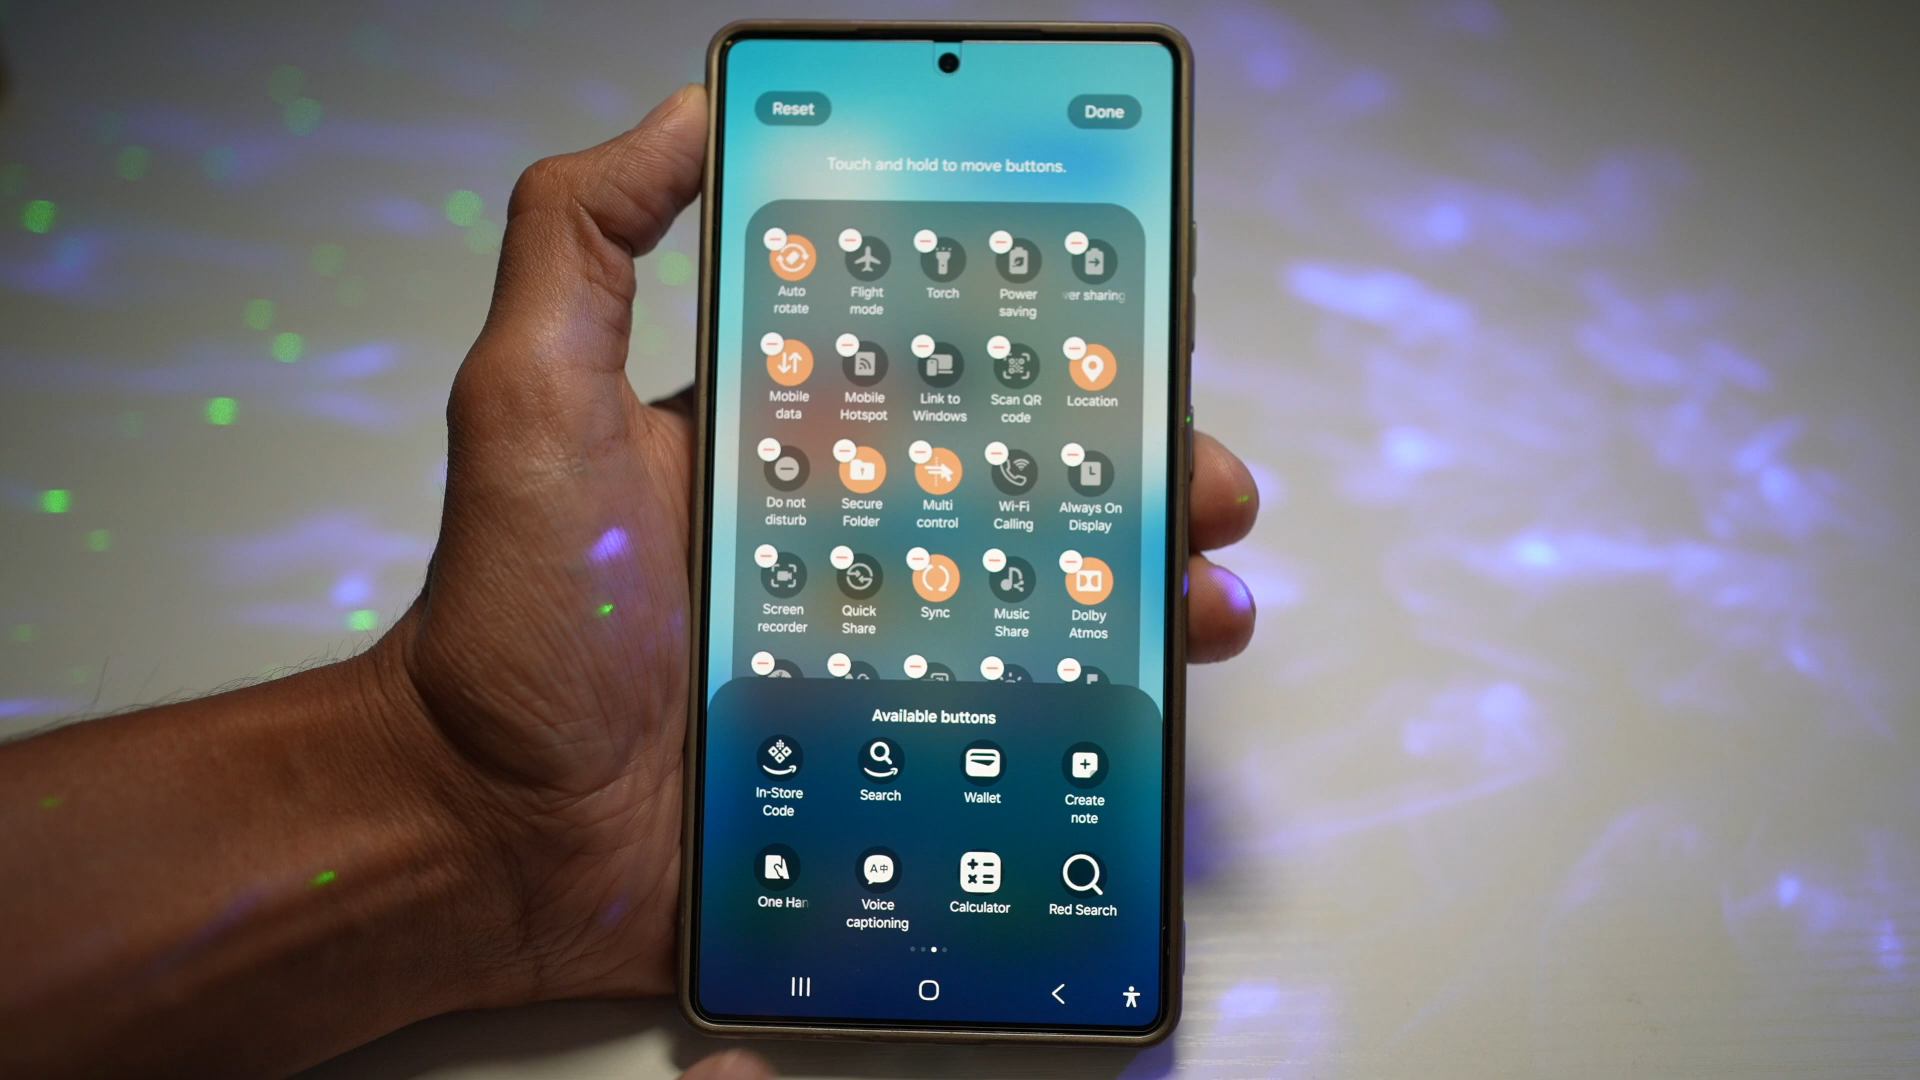 Reset
Done
Touch and hold to move buttons.
Auto rotate
Flight mode
Torch
Power saving
ver sharing
Mobile data
Mobile Hotspot
Link to Windows
Scan QR code
Location
Do not disturb
Secure Folder
Multi control
Wi-Fi Calling
Always On Display
Screen recorder
Quick Share
Sync
Music Share
Dolby Atmos
Available buttons
In-Store Code
Search
Wallet
Create note
One Han
Voice captioning
Calculator
Red Search